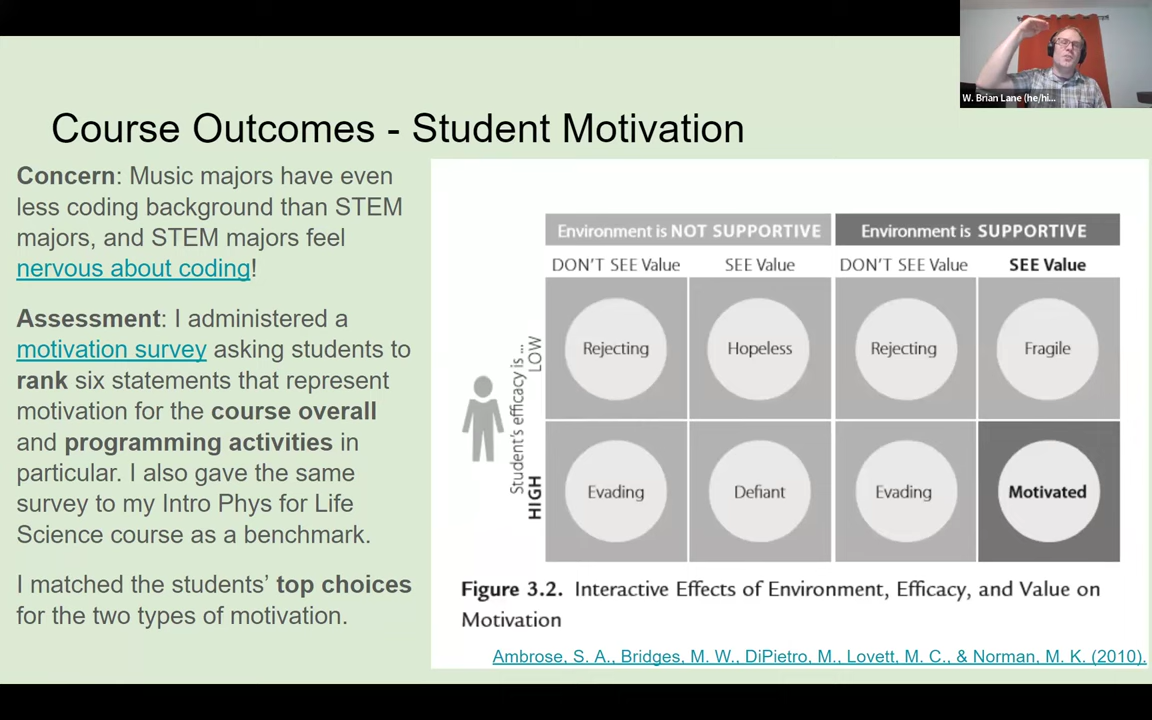 W. Brian Lane (he/hi...
Course Outcomes - Student Motivation
Concern: Music majors have even
less coding background than STEM
majors, and STEM majors feel
nervous about coding!
Assessment: I administered a
motivation survey asking students to
rank six statements that represent
motivation for the course overall
and programming activities in
particular. I also gave the same
survey to my Intro Phys for Life
Science course as a benchmark.
I matched the students’ top choices
for the two types of motivation.
Environment is NOT SUPPORTIVE
Environment is SUPPORTIVE
DON'T SEE Value
SEE Value
DON'T SEE Value
SEE Value
Student's efficacy is...
LOW
Rejecting
Hopeless
Rejecting
Fragile
HIGH
Evading
Defiant
Evading
Motivated
Figure 3.2. Interactive Effects of Environment, Efficacy, and Value on
Motivation
Ambrose, S. A., Bridges, M. W., DiPietro, M., Lovett, M. C., & Norman, M. K. (2010).